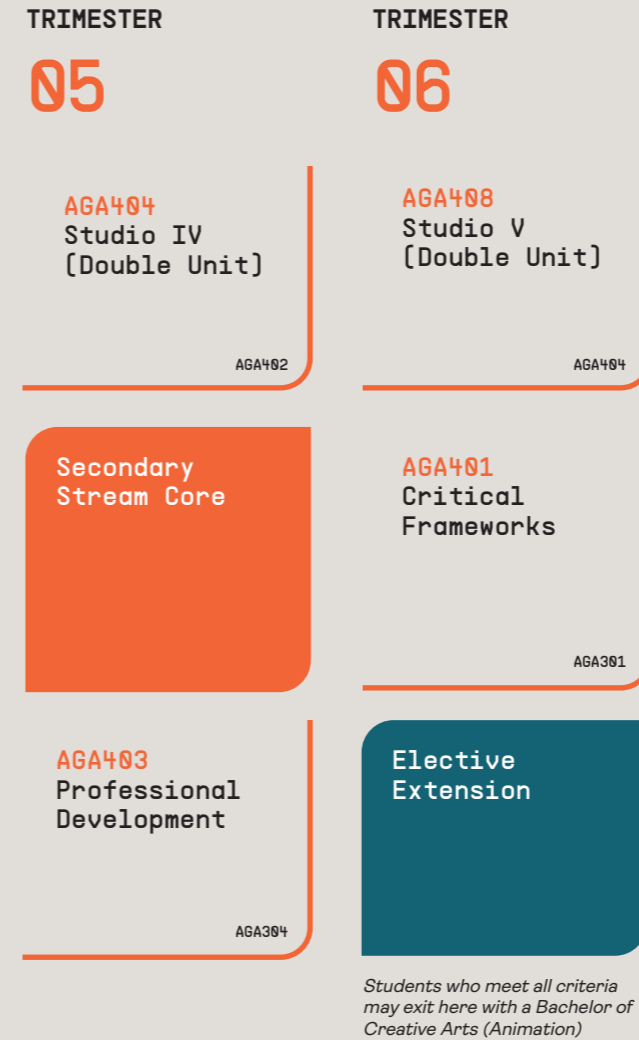 TRIMESTER
05
AGA404
Studio IV
(Double Unit)
AGA402
Secondary
Stream Core
AGA403
Professional
Development
AGA304
TRIMESTER
06
AGA408
Studio V
(Double Unit)
AGA404
AGA401
Critical
Frameworks
AGA301
Elective
Extension
Students who meet all criteria
may exit here with a Bachelor of
Creative Arts (Animation)